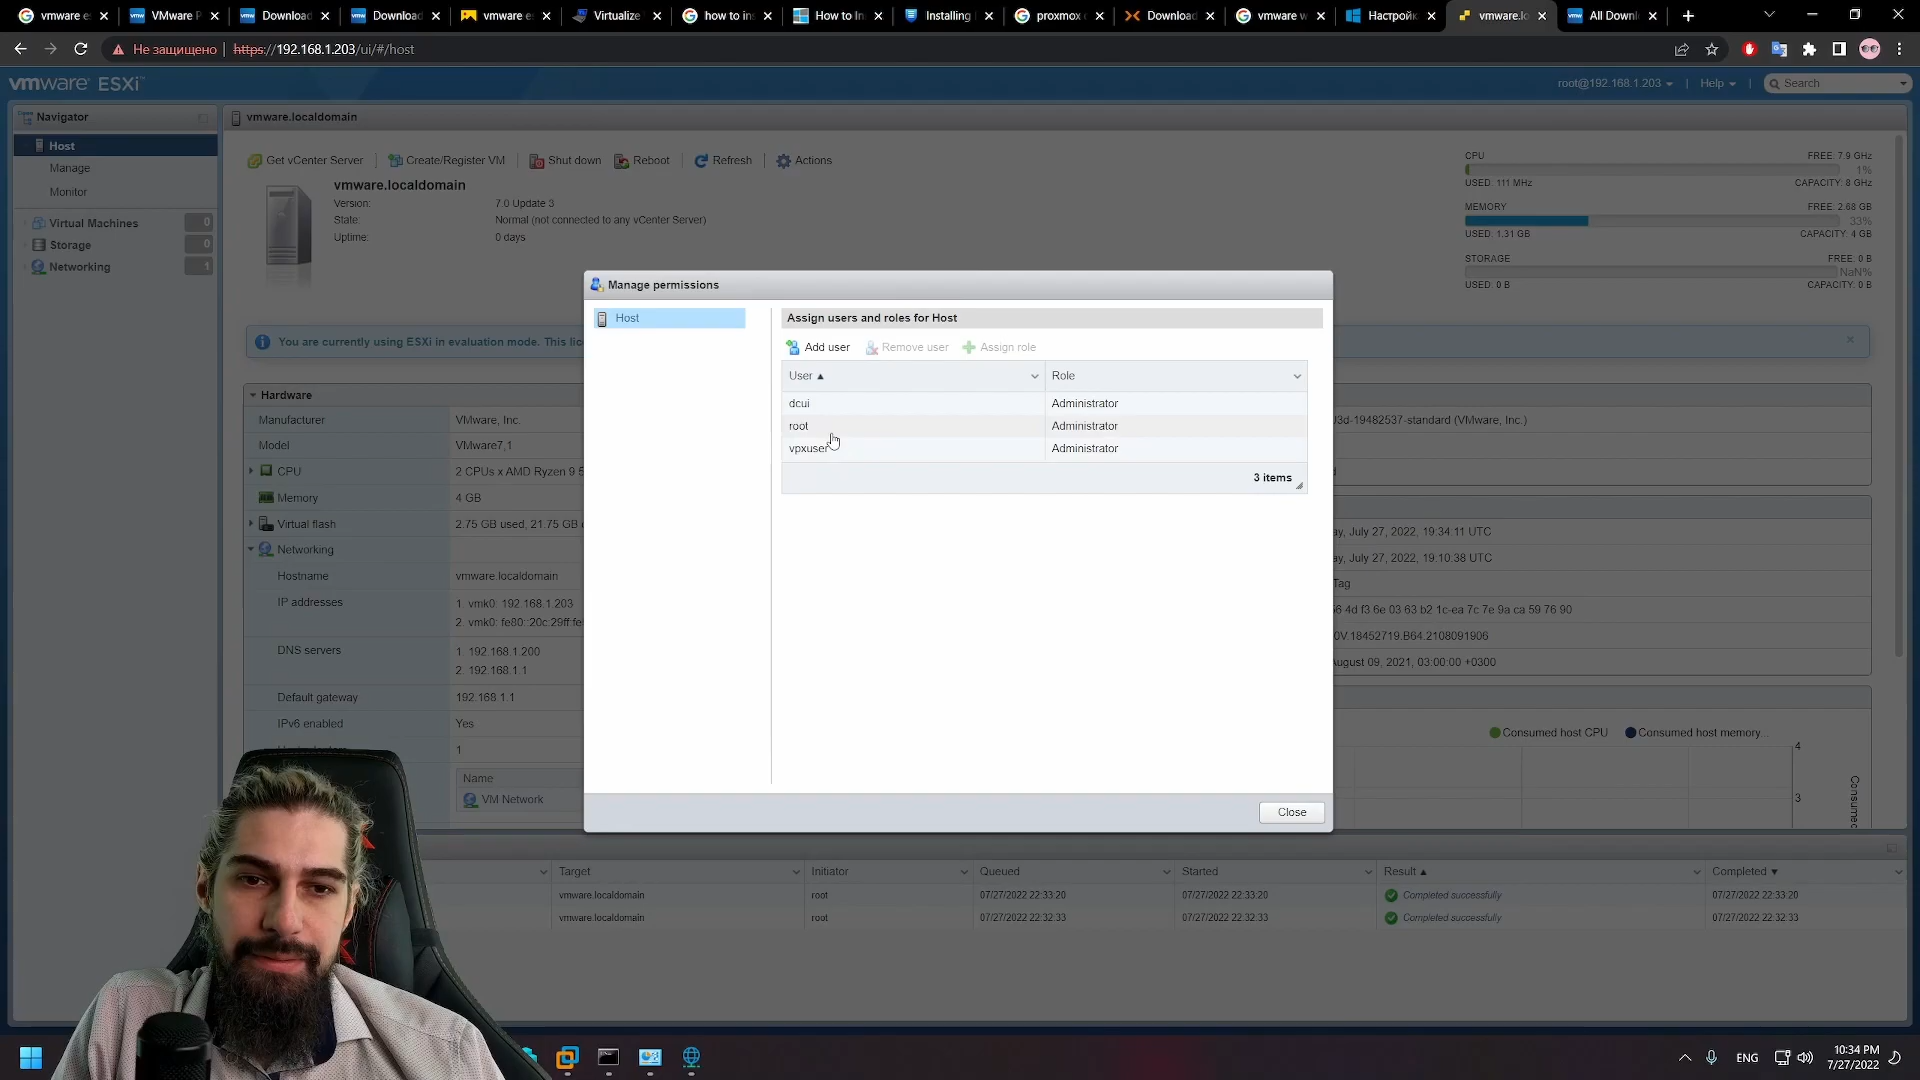 vmware es
VMware P
Download
Download
vmware e
Virtualize
how to in
How to In
Installing
proxmox
Download
vmware w
Настройк
vmware.lo
All Downl
Не защищено https://192.168.1.203/ui/#/host
vmware ESXi
root@192.168.1.203 | Help | Search
Navigator
Host
Manage
Monitor
Virtual Machines 0
Storage 0
Networking 1
vmware.localdomain
Get vCenter Server | Create/Register VM | Shut down Reboot | Refresh | Actions
vmware.localdomain
Version: 7.0 Update 3
State: Normal (not connected to any vCenter Server)
Uptime: 0 days
CPU FREE: 7.9 GHz
1%
USED: 111 MHz CAPACITY: 8 GHz
MEMORY FREE: 2.68 GB
33%
USED: 1.31 GB CAPACITY: 4 GB
STORAGE FREE: 0 B
NaN%
USED: 0 B CAPACITY: 0 B
You are currently using ESXi in evaluation mode. This lic
Hardware
Manufacturer VMware, Inc.
Model VMware7,1
CPU 2 CPUs x AMD Ryzen 9 5
Memory 4 GB
Virtual flash 2.75 GB used, 21.75 GB
Networking
Hostname vmware.localdomain
IP addresses 1. vmk0: 192.168.1.203
2. vmk0: fe80::20c:29ff:fe
DNS servers 1. 192.168.1.200
2. 192.168.1.1
Default gateway 192.168.1.1
IPv6 enabled Yes
1
Name
VM Network
Manage permissions
Host
Assign users and roles for Host
Add user Remove user Assign role
User Role
dcui Administrator
root Administrator
vpxuser Administrator
3 items
Close
J3d-19482537-standard (VMware, Inc.)
ay, July 27, 2022, 19:34:11 UTC
ay, July 27, 2022, 19:10:38 UTC
Tag
4d f3 6e 03 63 b2 1c-ea 7c 7e 9a ca 59 76 90
0V.18452719.B64.2108091906
August 09, 2021, 03:00:00 +0300
Consumed host CPU Consumed host memory...
4
3
Consumed
Target Initiator Queued Started Result Completed
vmware.localdomain root 07/27/2022 22:33:20 07/27/2022 22:33:20 Completed successfully 07/27/2022 22:33:20
vmware.localdomain root 07/27/2022 22:32:33 07/27/2022 22:32:33 Completed successfully 07/27/2022 22:32:33
ENG
10:34 PM
7/27/2022